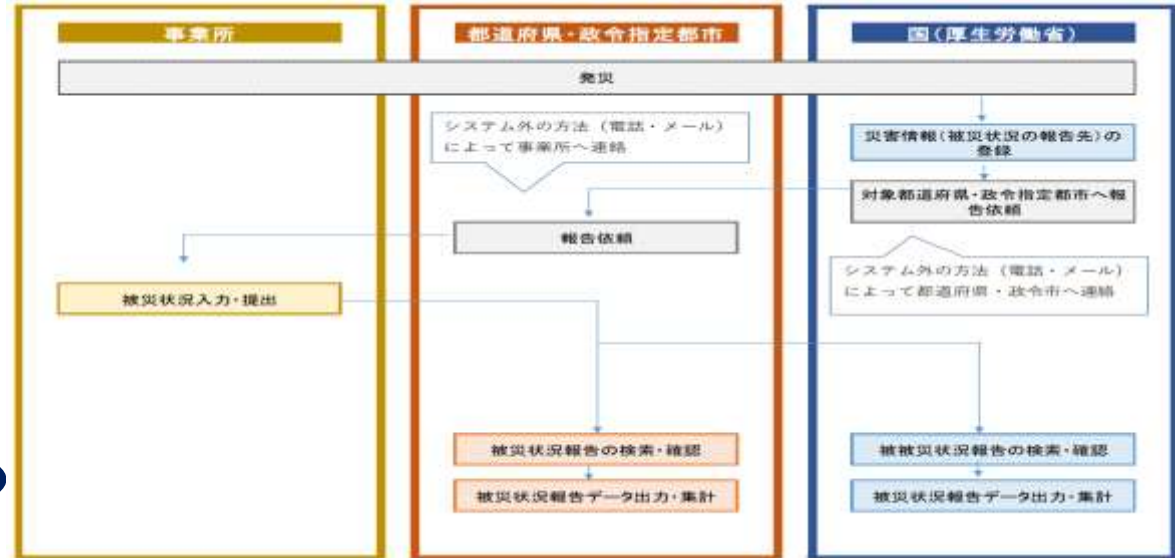 事業所
都道府県・政令指定都市
国(厚生労働省)
発災
システム外の方法（電話・メール）
によって事業所へ連絡
災害情報(被災状況の報告先)の
登録
対象都道府県・政令指定都市へ報
告依頼
報告依頼
システム外の方法（電話・メール）
によって都道府県・政令市へ連絡
被災状況入力・提出
被災状況報告の検索・確認
被被災状況報告の検索・確認
被災状況報告データ出力・集計
被災状況報告データ出力・集計